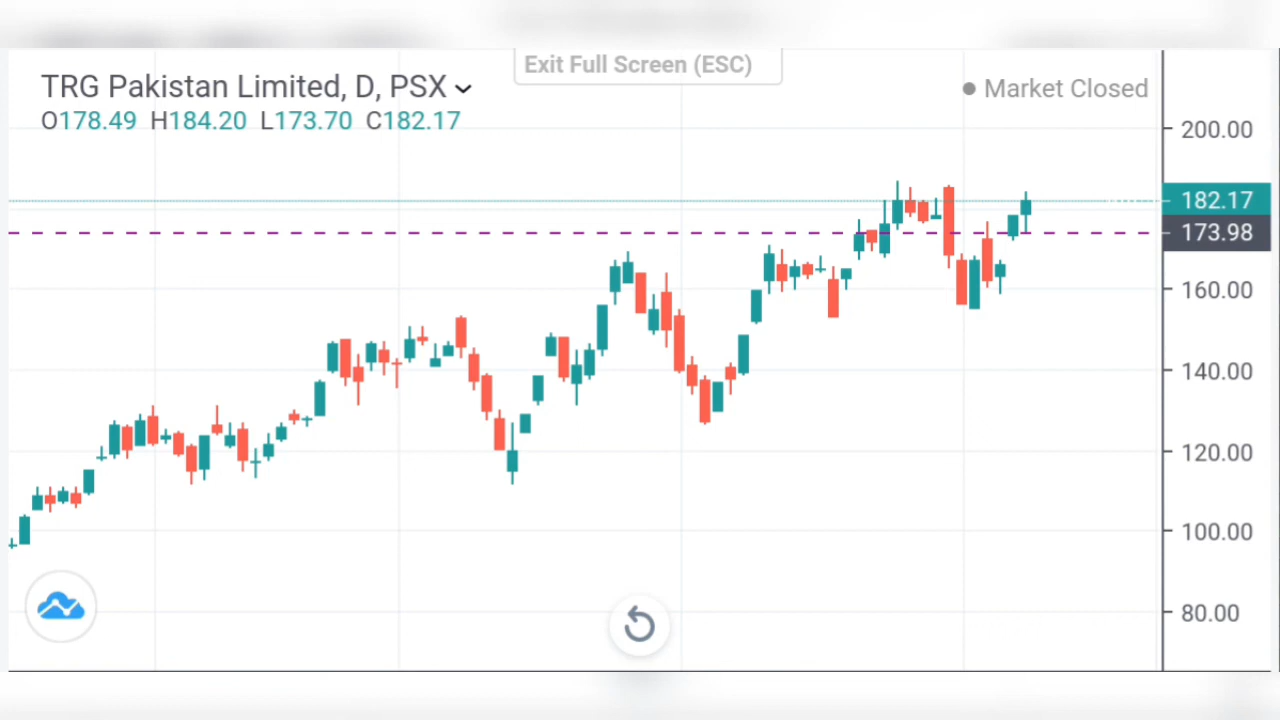 Exit Full Screen (ESC)
TRG Pakistan Limited, D, PSX
Market Closed
O178.49 H184.20 L173.70 C182.17
200.00
182.17
173.98
160.00
140.00
120.00
100.00
80.00